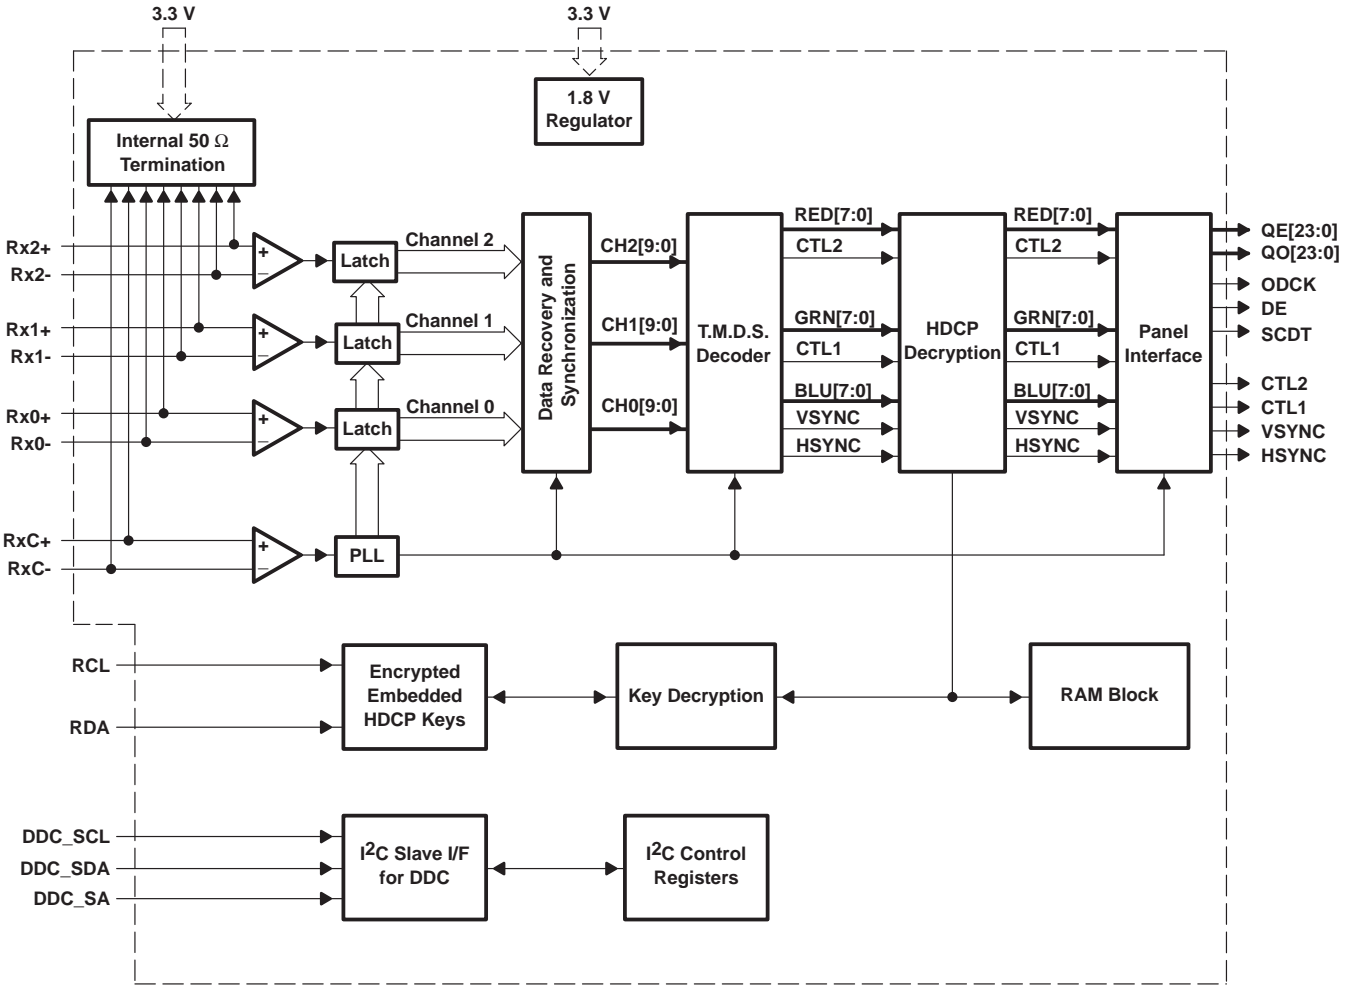 3.3 V
3.3 V
1.8 V
Regulator
Internal 50 Ω
Termination
Rx2+
Rx2-
Rx1+
Rx1-
Rx0+
Rx0-
RxC+
RxC-
+
_
+
_
+
_
+
_
Latch
Latch
Latch
PLL
Channel 2
Channel 1
Channel 0
Data Recovery and
Synchronization
CH2[9:0]
CH1[9:0]
CH0[9:0]
T.M.D.S.
Decoder
RED[7:0]
CTL2
GRN[7:0]
CTL1
BLU[7:0]
VSYNC
HSYNC
HDCP
Decryption
RED[7:0]
CTL2
GRN[7:0]
CTL1
BLU[7:0]
VSYNC
HSYNC
Panel
Interface
QE[23:0]
QO[23:0]
ODCK
DE
SCDT
CTL2
CTL1
VSYNC
HSYNC
RCL
RDA
Encrypted
Embedded
HDCP Keys
Key Decryption
RAM Block
DDC_SCL
DDC_SDA
DDC_SA
I2C Slave I/F
for DDC
I2C Control
Registers